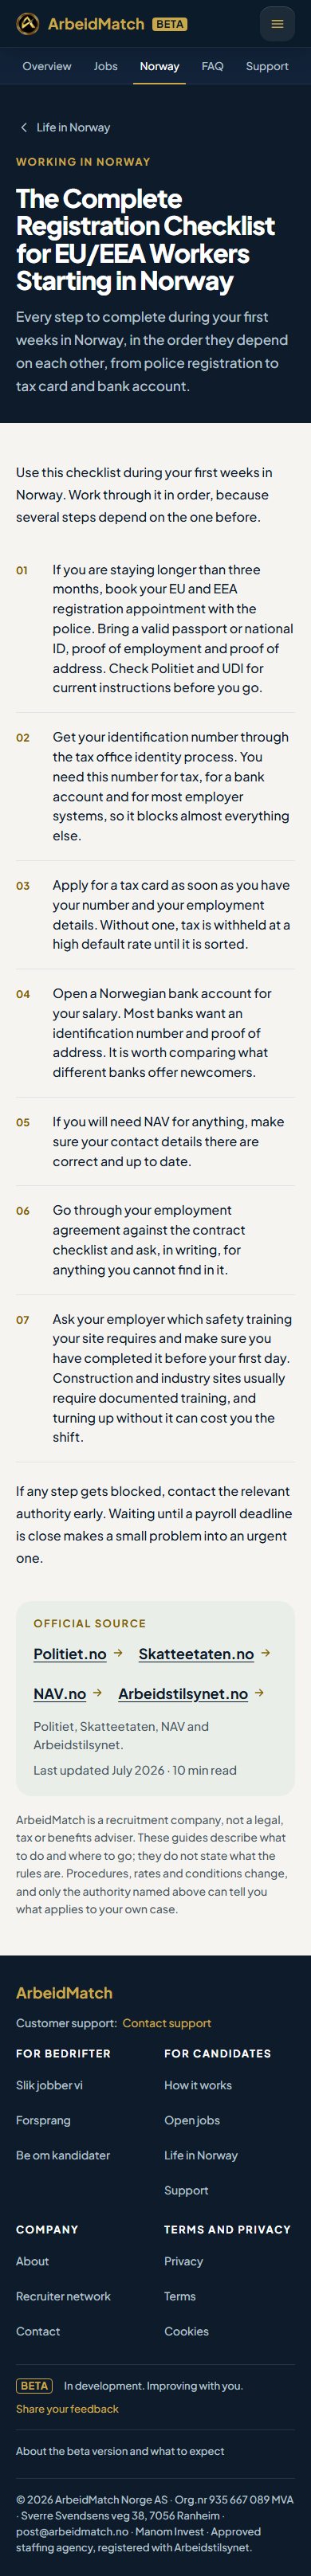 ArbeidMatch BETA
Overview Jobs Norway FAQ Support
Life in Norway
WORKING IN NORWAY
The Complete
Registration Checklist
for EU/EEA Workers
Starting in Norway
Every step to complete during your first
weeks in Norway, in the order they depend
on each other, from police registration to
tax card and bank account.
Use this checklist during your first weeks in
Norway. Work through it in order, because
several steps depend on the one before.
01 If you are staying longer than three
months, book your EU and EEA
registration appointment with the
police. Bring a valid passport or national
ID, proof of employment and proof of
address. Check Politiet and UDI for
current instructions before you go.
02 Get your identification number through
the tax office identity process. You
need this number for tax, for a bank
account and for most employer
systems, so it blocks almost everything
else.
03 Apply for a tax card as soon as you have
your number and your employment
details. Without one, tax is withheld at a
high default rate until it is sorted.
04 Open a Norwegian bank account for
your salary. Most banks want an
identification number and proof of
address. It is worth comparing what
different banks offer newcomers.
05 If you will need NAV for anything, make
sure your contact details there are
correct and up to date.
06 Go through your employment
agreement against the contract
checklist and ask, in writing, for
anything you cannot find in it.
07 Ask your employer which safety training
your site requires and make sure you
have completed it before your first day.
Construction and industry sites usually
require documented training, and
turning up without it can cost you the
shift.
If any step gets blocked, contact the relevant
authority early. Waiting until a payroll deadline
is close makes a small problem into an urgent
one.
OFFICIAL SOURCE
Politiet.no → Skatteetaten.no →
NAV.no → Arbeidstilsynet.no →
Politiet, Skatteetaten, NAV and
Arbeidstilsynet.
Last updated July 2026 · 10 min read
ArbeidMatch is a recruitment company, not a legal,
tax or benefits adviser. These guides describe what
to do and where to go; they do not state what the
rules are. Procedures, rates and conditions change,
and only the authority named above can tell you
what applies to your own case.
ArbeidMatch
Customer support: Contact support
FOR BEDRIFTER
Slik jobber vi
Forsprang
Be om kandidater
FOR CANDIDATES
How it works
Open jobs
Life in Norway
Support
COMPANY
About
Recruiter network
Contact
TERMS AND PRIVACY
Privacy
Terms
Cookies
BETA In development. Improving with you.
Share your feedback
About the beta version and what to expect
© 2026 ArbeidMatch Norge AS · Org.nr 935 667 089 MVA
· Sverre Svendsens veg 38, 7056 Ranheim ·
post@arbeidmatch.no · Manom Invest · Approved
staffing agency, registered with Arbeidstilsynet.